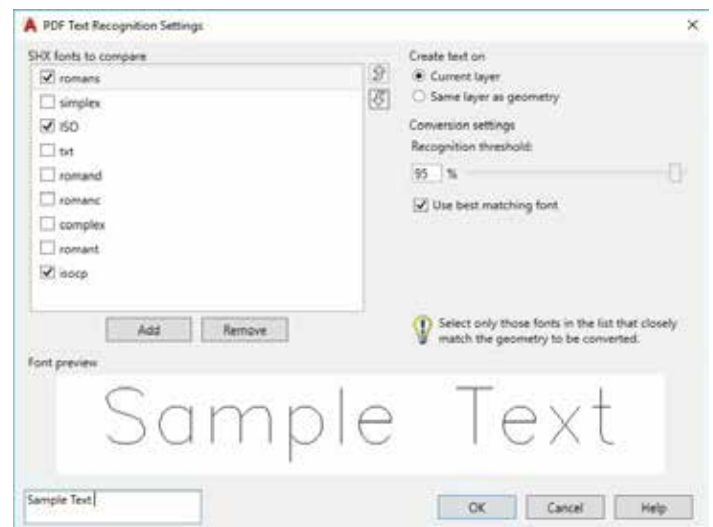 PDF Text Recognition Settings
SHX fonts to compare
romans
simplex
ISO
txt
romand
romanc
complex
romant
isocp
Add
Remove
Create text on
Current layer
Same layer as geometry
Conversion settings
Recognition threshold:
95 %
Use best matching font
Select only those fonts in the list that closely
match the geometry to be converted.
Font preview
Sample Text
Sample Text
OK
Cancel
Help